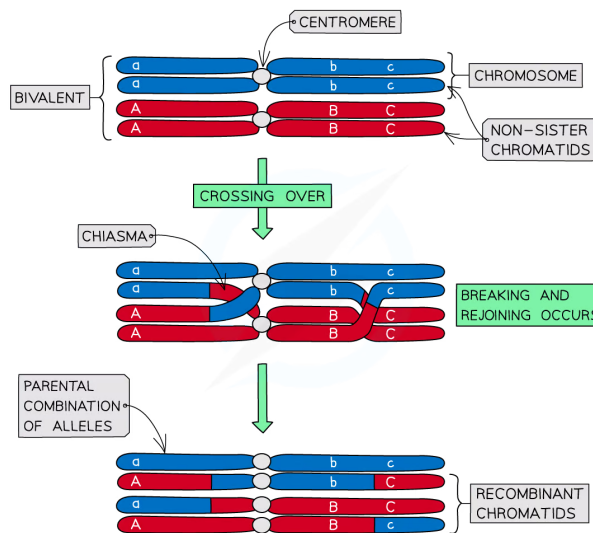 CENTROMERE
a b c
a b c
A B C
A B C
BIVALENT
CHROMOSOME
NON-SISTER
CHROMATIDS
CROSSING OVER
CHIASMA
a b c
a b c
A B C
A B C
BREAKING AND
REJOINING OCCURS
PARENTAL
COMBINATION
OF ALLELES
a b c
A b C
a B C
A B c
RECOMBINANT
CHROMATIDS